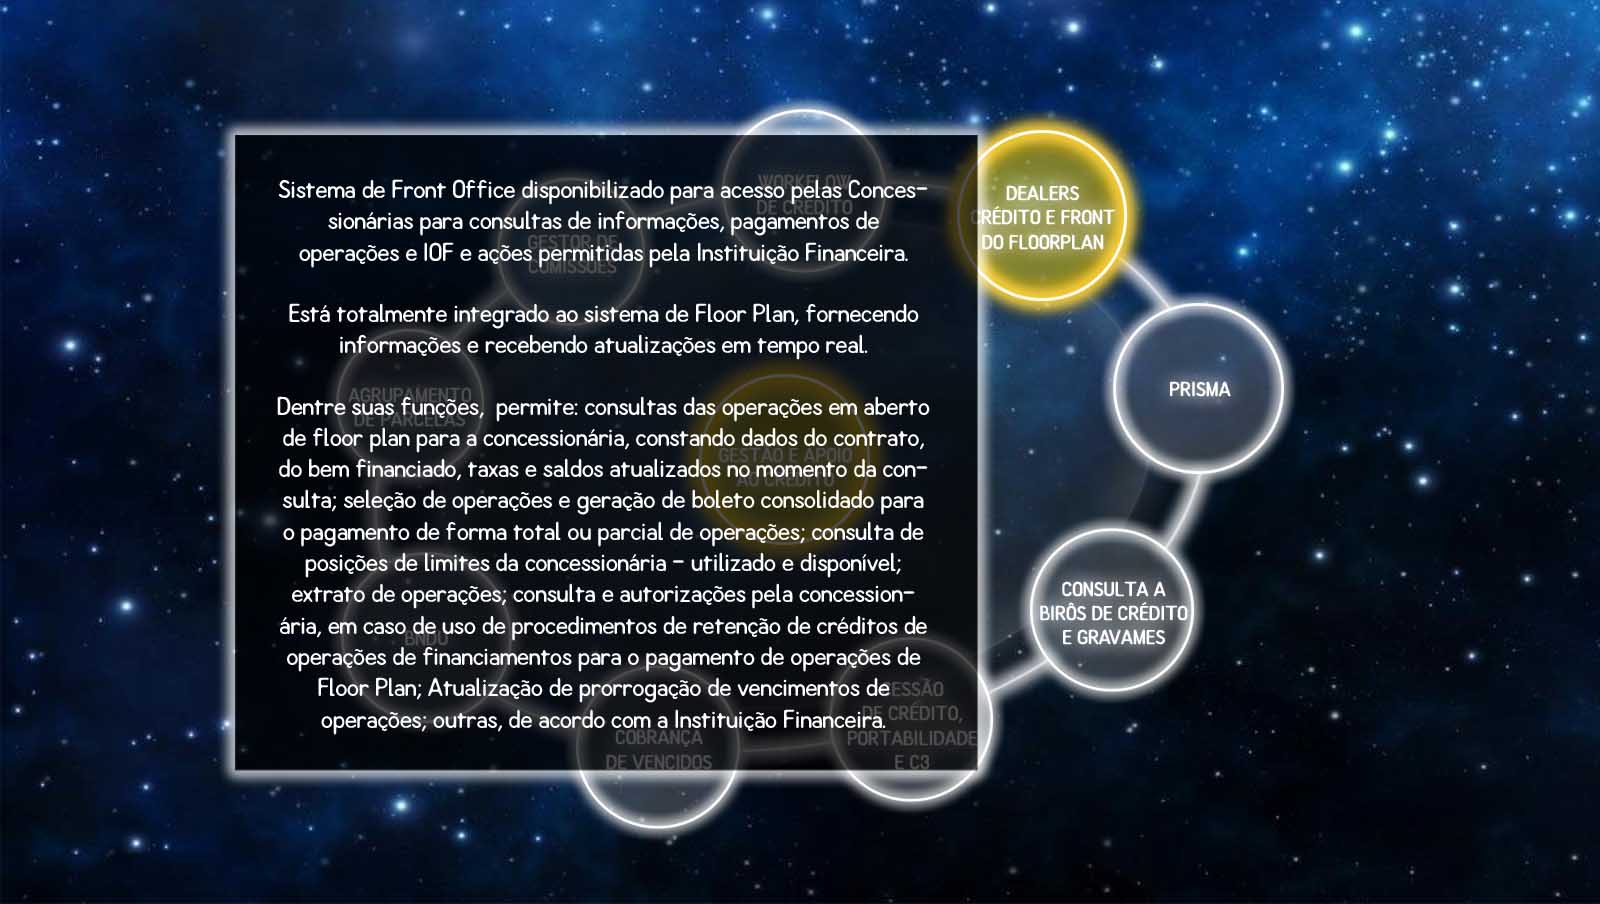 Sistema de Front Office disponibilizado para acesso pelas Conces-
sionárias para consultas de informações, pagamentos de
operações e IOF e ações permitidas pela Instituição Financeira.
Está totalmente integrado ao sistema de Floor Plan, fornecendo
informações e recebendo atualizações em tempo real.
Dentre suas funções,  permite: consultas das operações em aberto
de floor plan para a concessionária, constando dados do contrato,
do bem financiado, taxas e saldos atualizados no momento da con-
sulta; seleção de operações e geração de boleto consolidado para
o pagamento de forma total ou parcial de operações; consulta de
posições de limites da concessionária - utilizado e disponível;
extrato de operações; consulta e autorizações pela concession-
ária, em caso de uso de procedimentos de retenção de créditos de
operações de financiamentos para o pagamento de operações de
Floor Plan; Atualização de prorrogação de vencimentos de
operações; outras, de acordo com a Instituição Financeira.
WORKFLOW
DE CRÉDITO
DEALERS
CRÉDITO E FRONT
DO FLOORPLAN
PRISMA
CONSULTA A
BIRÔS DE CRÉDITO
E GRAVAMES
CESSÃO
DE CRÉDITO,
PORTABILIDADE
E C3
COBRANÇA
DE VENCIDOS
BNDU
AGRUPAMENTO
DE PARCELAS
GESTOR DE
COMISSÕES
GESTÃO E APOIO
AO CRÉDITO